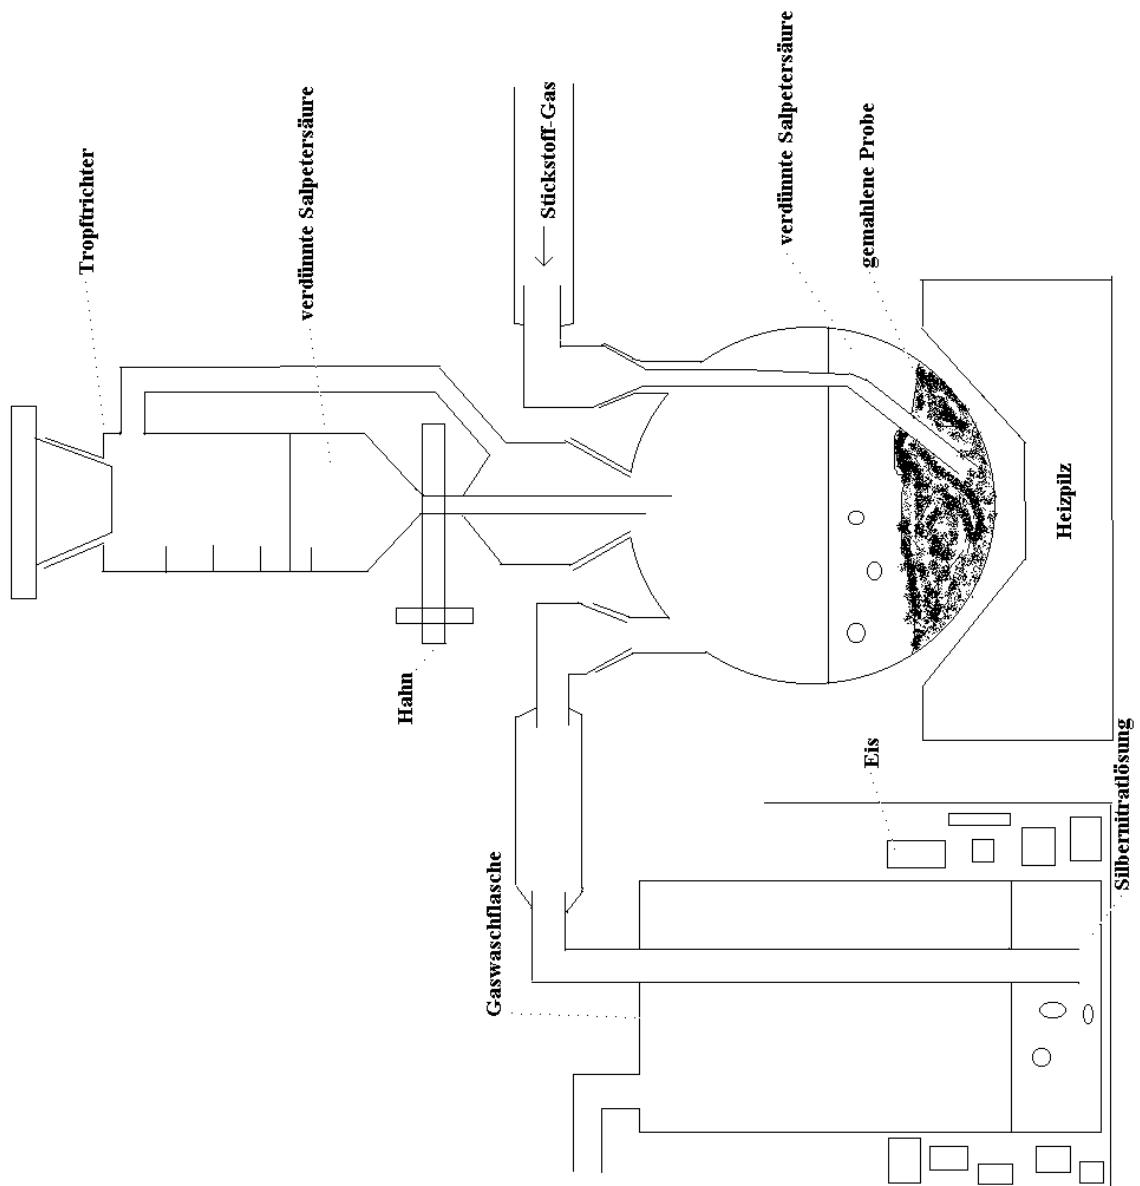 Tropftrichter
verdünnte Salpetersäure
Hahn
Stickstoff-Gas
Gaswaschflasche
verdünnte Salpetersäure
gemahlene Probe
Eis
Heizpilz
Silbernitratlösung